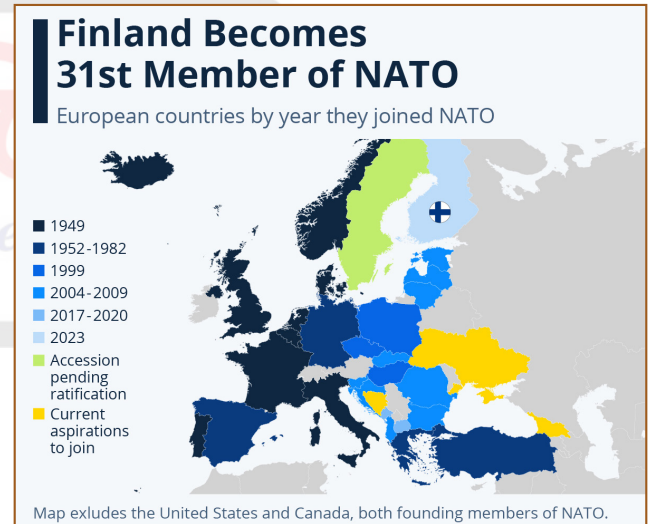 Finland Becomes
31st Member of NATO
European countries by year they joined NATO
1949
1952-1982
1999
2004-2009
2017-2020
2023
Accession
pending
ratification
Current
aspirations
to join
Map exludes the United States and Canada, both founding members of NATO.